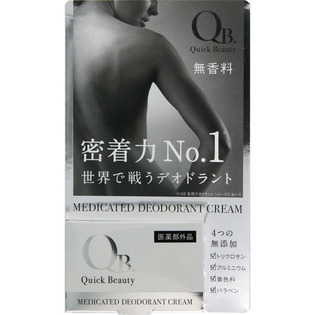 QB.
Quick Beauty
無香料
密着力 No.1
世界で戦うデオドラント
MEDICATED DEODORANT CREAM
医薬部外品
QB.
Quick Beauty
MEDICATED DEODORANT CREAM
4つの
無添加
トリクロサン
アルミニウム
着色料
パラベン